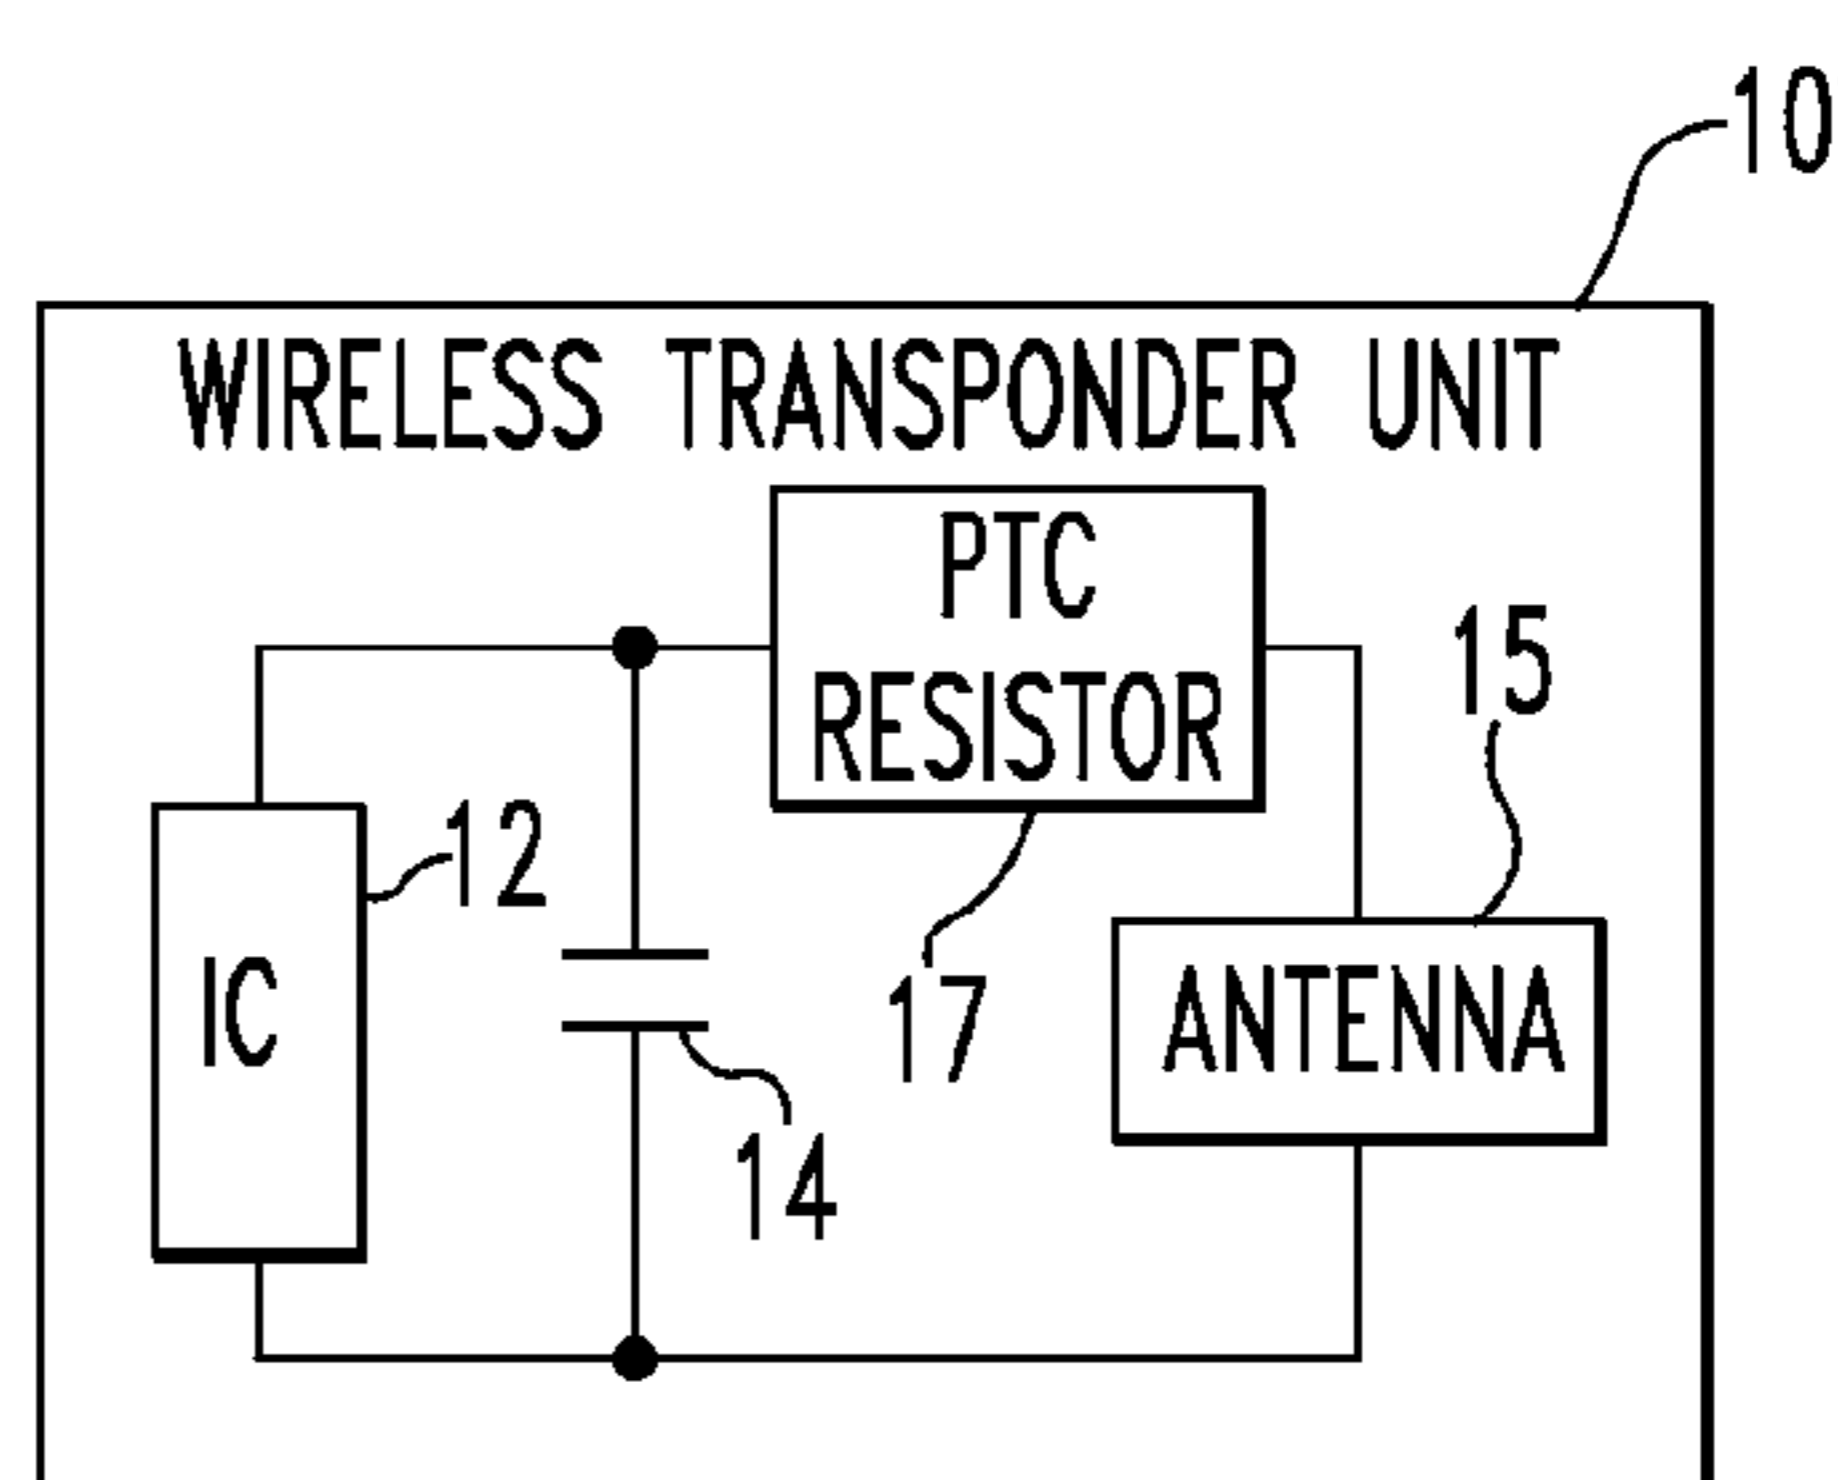 10
WIRELESS TRANSPONDER UNIT
PTC
RESISTOR
15
12
IC
17
ANTENNA
14